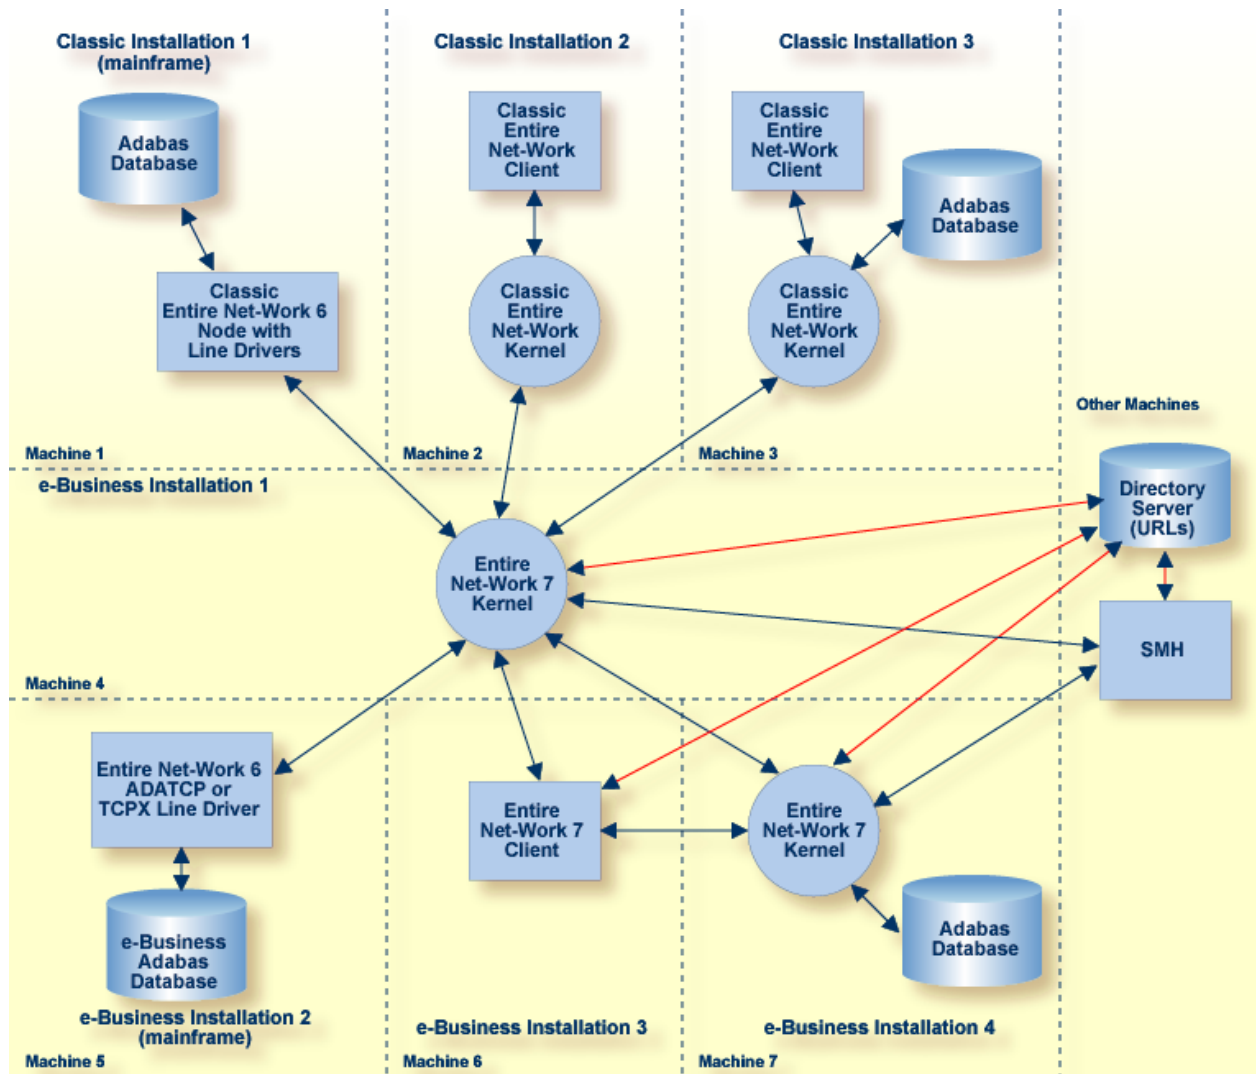 Classic Installation 1
(mainframe)
Classic Installation 2
Classic Installation 3
Adabas
Database
Classic
Entire
Net-Work
Client
Classic
Entire
Net-Work
Client
Adabas
Database
Classic
Entire Net-Work 6
Node with
Line Drivers
Classic
Entire
Net-Work
Kernel
Classic
Entire
Net-Work
Kernel
Other Machines
Machine 1
Machine 2
Machine 3
e-Business Installation 1
Directory
Server
(URLs)
Entire
Net-Work 7
Kernel
SMH
Machine 4
Entire Net-Work 6
ADATCP or
TCPX Line Driver
Entire
Net-Work 7
Client
Entire
Net-Work 7
Kernel
e-Business
Adabas
Database
Adabas
Database
e-Business Installation 2
(mainframe)
e-Business Installation 3
e-Business Installation 4
Machine 5
Machine 6
Machine 7